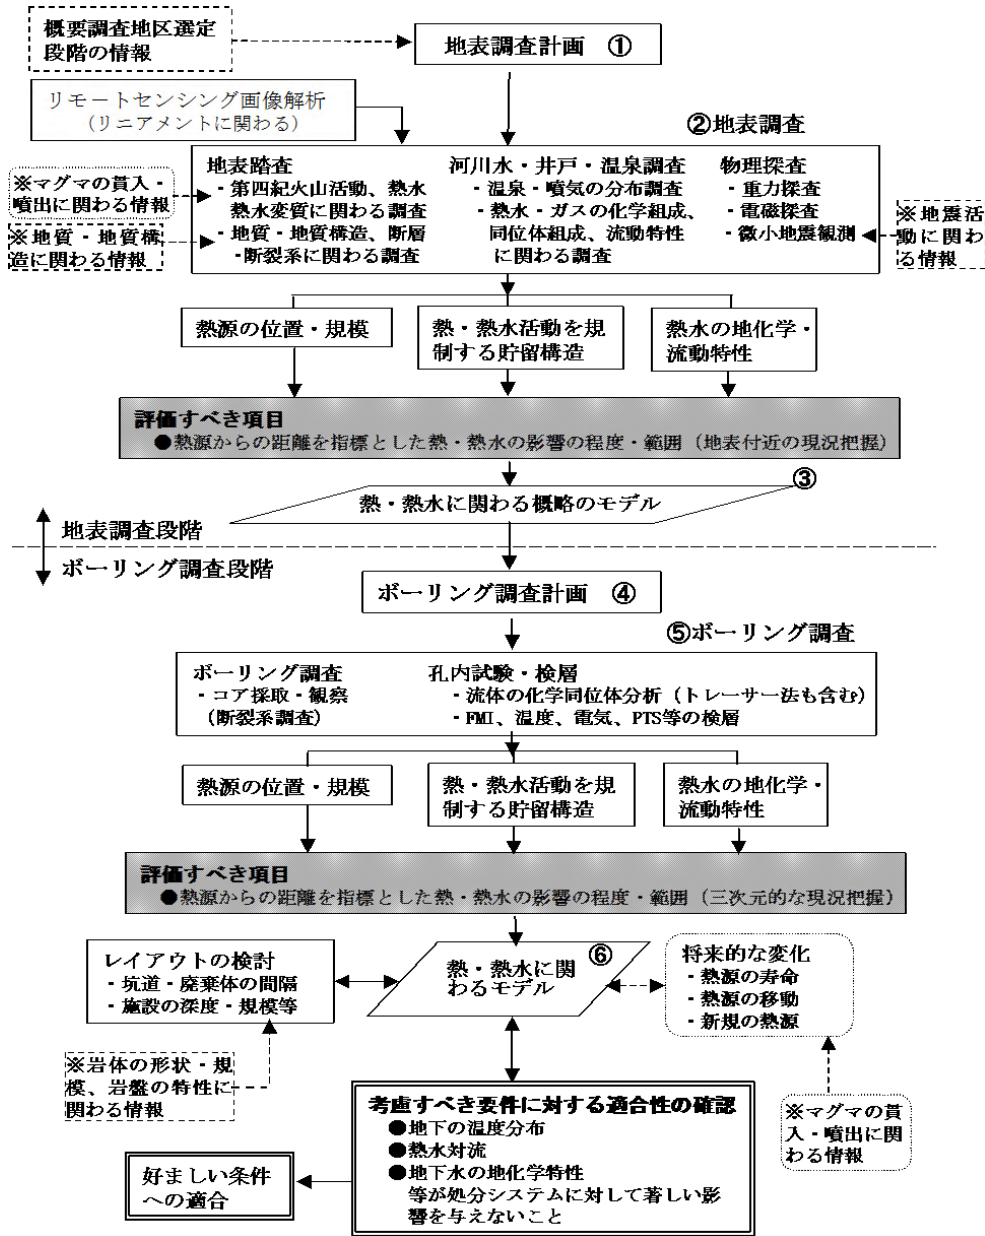 概要調査地区選定
段階の情報
地表調査計画 ①
リモートセンシング画像解析
(リニアメントに関わる)
②地表調査
※マグマの貫入・
噴出に関わる情報
※地質・地質構
造に関わる情報
地表踏査
・第四紀火山活動、熱水
熱水変質に関わる調査
・地質・地質構造、断層
・断裂系に関わる調査
河川水・井戸・温泉調査
・温泉・噴気の分布調査
・熱水・ガスの化学組成、
同位体組成、流動特性
に関わる調査
物理探査
・重力探査
・電磁探査
・微小地震観測
※地震活
動に関わ
る情報
熱源の位置・規模
熱・熱水活動を規
制する貯留構造
熱水の地化学・
流動特性
評価すべき項目
●熱源からの距離を指標とした熱・熱水の影響の程度・範囲(地表付近の現況把握)
③
熱・熱水に関わる概略のモデル
地表調査段階
ボーリング調査段階
ボーリング調査計画 ④
⑤ボーリング調査
ボーリング調査
・コア採取・観察
(断裂系調査)
孔内試験・検層
・流体の化学同位体分析(トレーサー法も含む)
・FMI、温度、電気、PTS等の検層
熱源の位置・規模
熱・熱水活動を規
制する貯留構造
熱水の地化学・
流動特性
評価すべき項目
●熱源からの距離を指標とした熱・熱水の影響の程度・範囲(三次元的な現況把握)
レイアウトの検討
・坑道・廃棄体の間隔
・施設の深度・規模等
⑥
熱・熱水に関
わるモデル
将来的な変化
・熱源の寿命
・熱源の移動
・新規の熱源
※岩体の形状・規
模、岩盤の特性に
関わる情報
※マグマの貫
入・噴出に関
わる情報
考慮すべき要件に対する適合性の確認
●地下の温度分布
●熱水対流
●地下水の地化学特性
等が処分システムに対して著しい影
響を与えないこと
好ましい条件
への適合